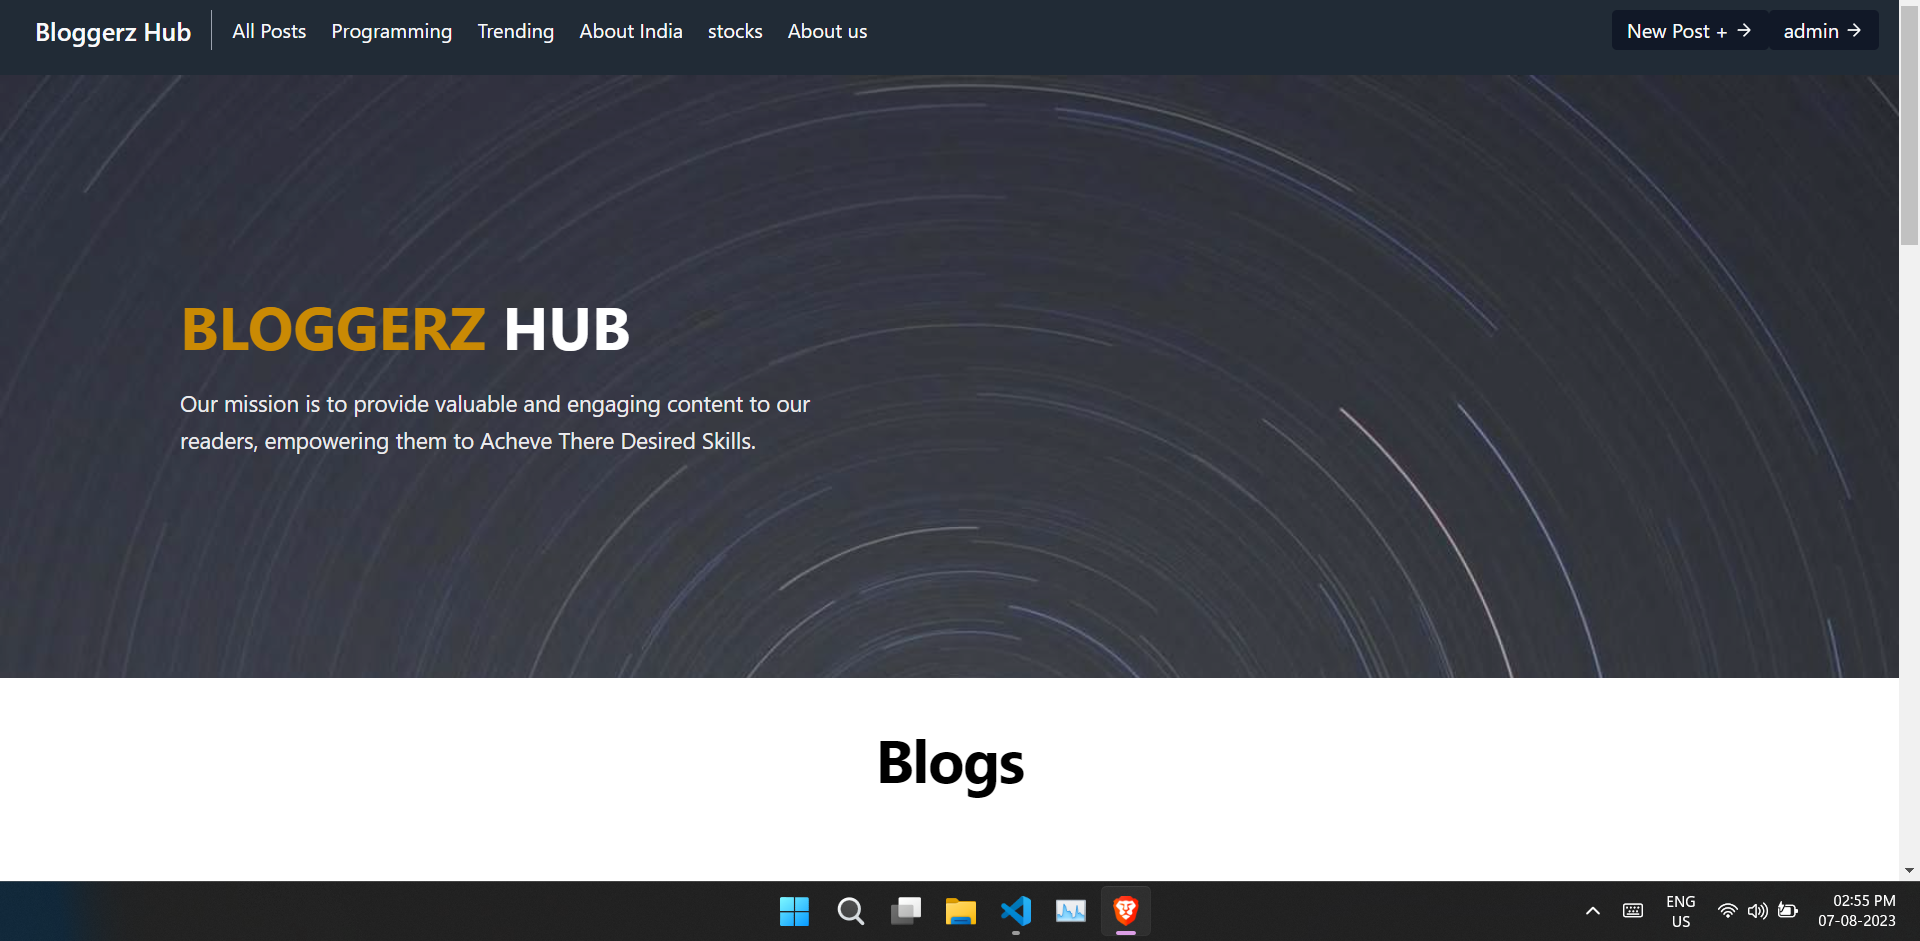 Bloggerz Hub All Posts Programming Trending About India stocks About us New Post + → admin →
BLOGGERZ HUB
Our mission is to provide valuable and engaging content to our
readers, empowering them to Acheve There Desired Skills.
Blogs
ENG
US
02:55 PM
07-08-2023